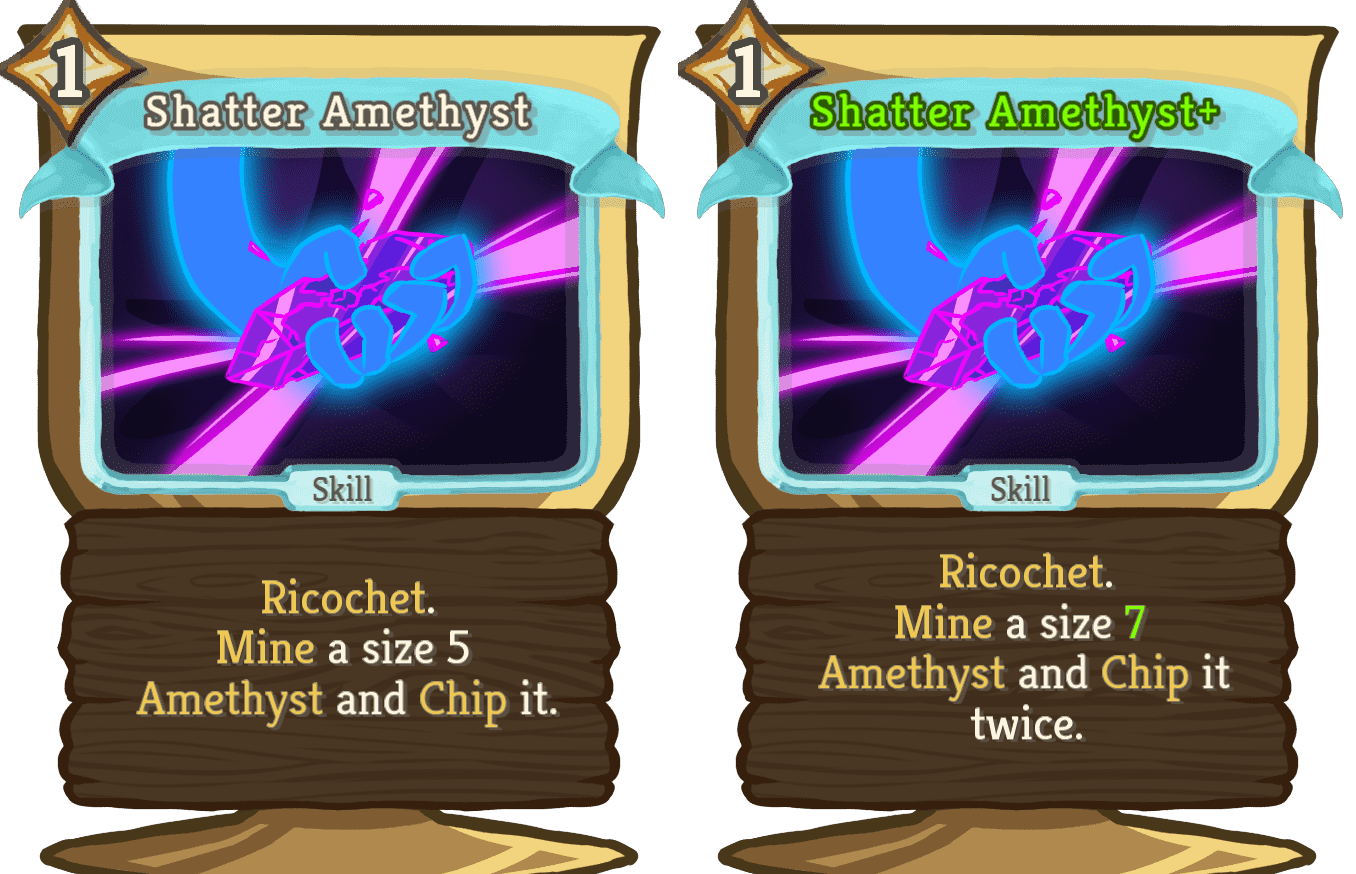 1
Shatter Amethyst
Skill
Ricochet.
Mine a size 5
Amethyst and Chip it.
1
Shatter Amethyst+
Skill
Ricochet.
Mine a size 7
Amethyst and Chip it
twice.